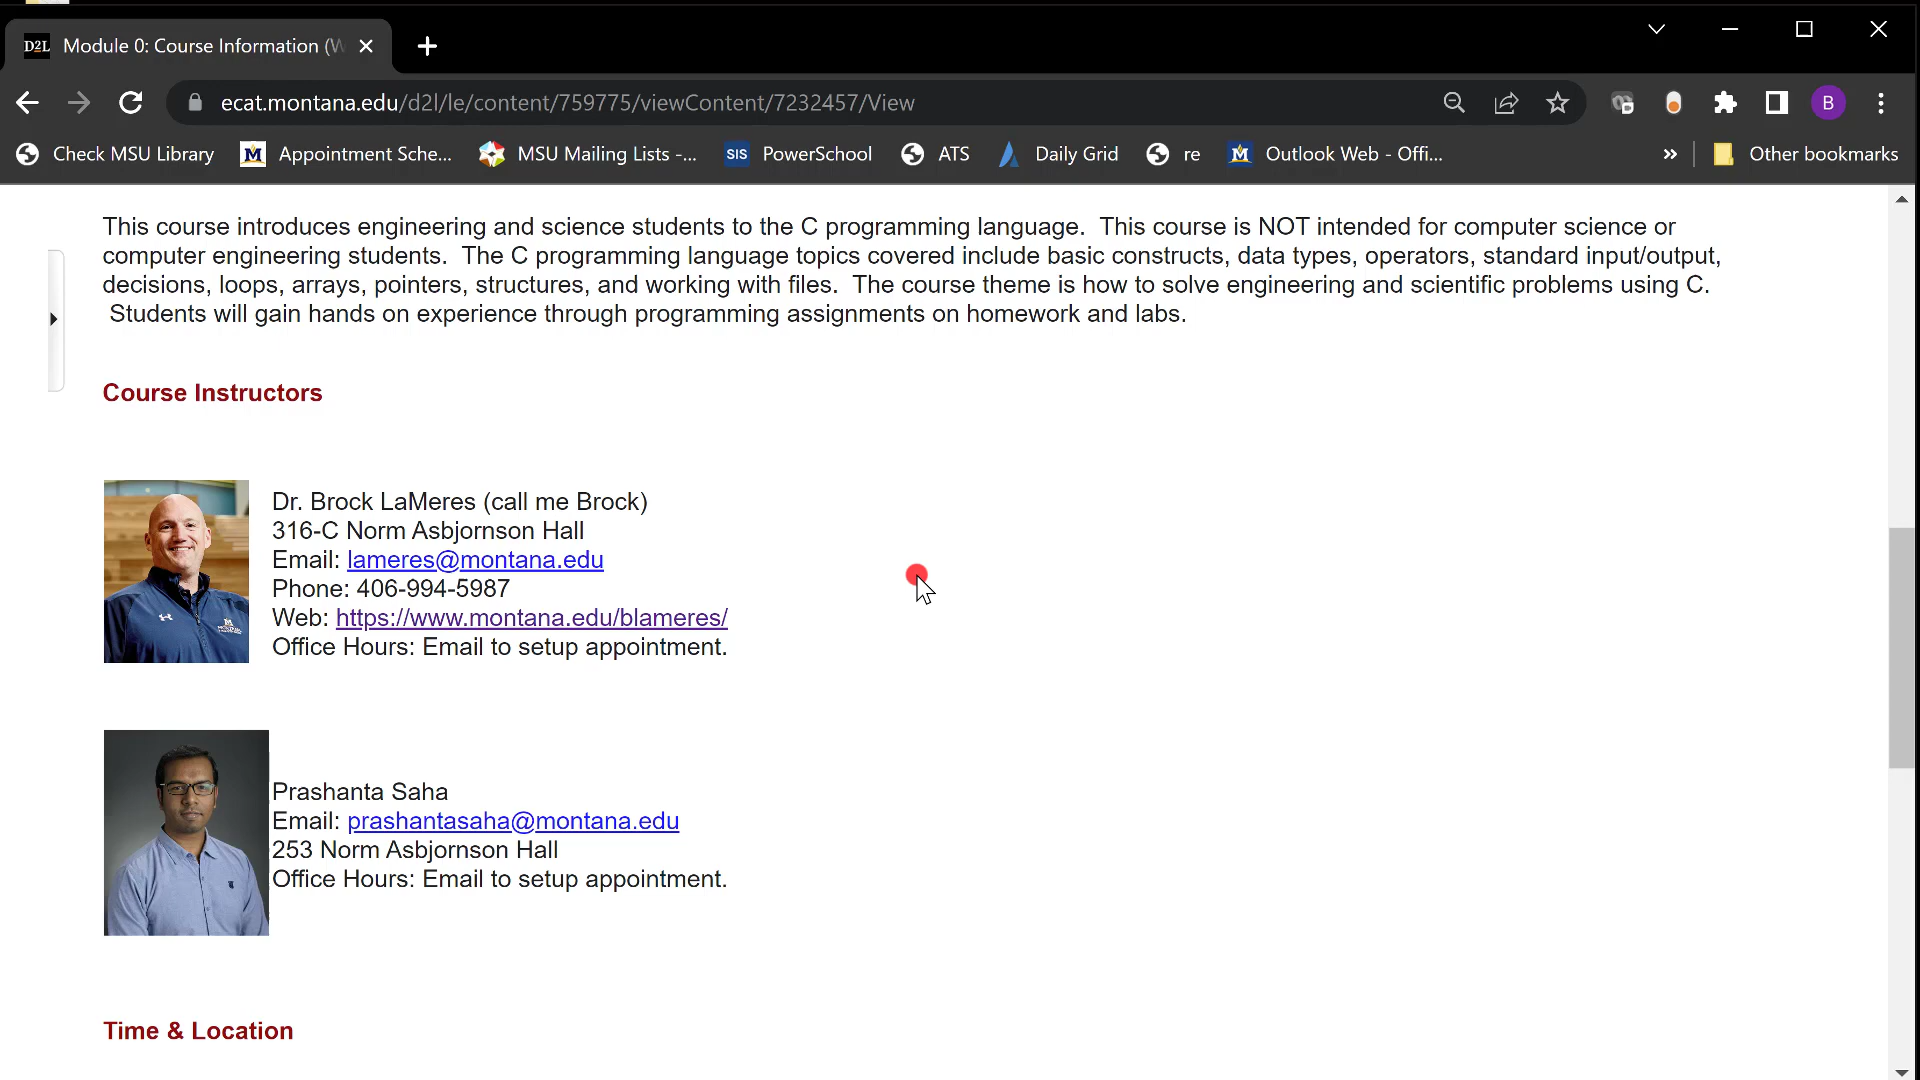 D2L Module 0: Course Information (W
ecat.montana.edu/d2l/le/content/759775/viewContent/7232457/View
B
Check MSU Library
M Appointment Sche...
MSU Mailing Lists -...
SIS PowerSchool
ATS
Daily Grid
re
M Outlook Web - Offi...
»
Other bookmarks
This course introduces engineering and science students to the C programming language.  This course is NOT intended for computer science or
computer engineering students.  The C programming language topics covered include basic constructs, data types, operators, standard input/output,
decisions, loops, arrays, pointers, structures, and working with files.  The course theme is how to solve engineering and scientific problems using C.
Students will gain hands on experience through programming assignments on homework and labs.
Course Instructors
Dr. Brock LaMeres (call me Brock)
316-C Norm Asbjornson Hall
Email: lameres@montana.edu
Phone: 406-994-5987
Web: https://www.montana.edu/blameres/
Office Hours: Email to setup appointment.
Prashanta Saha
Email: prashantasaha@montana.edu
253 Norm Asbjornson Hall
Office Hours: Email to setup appointment.
Time & Location